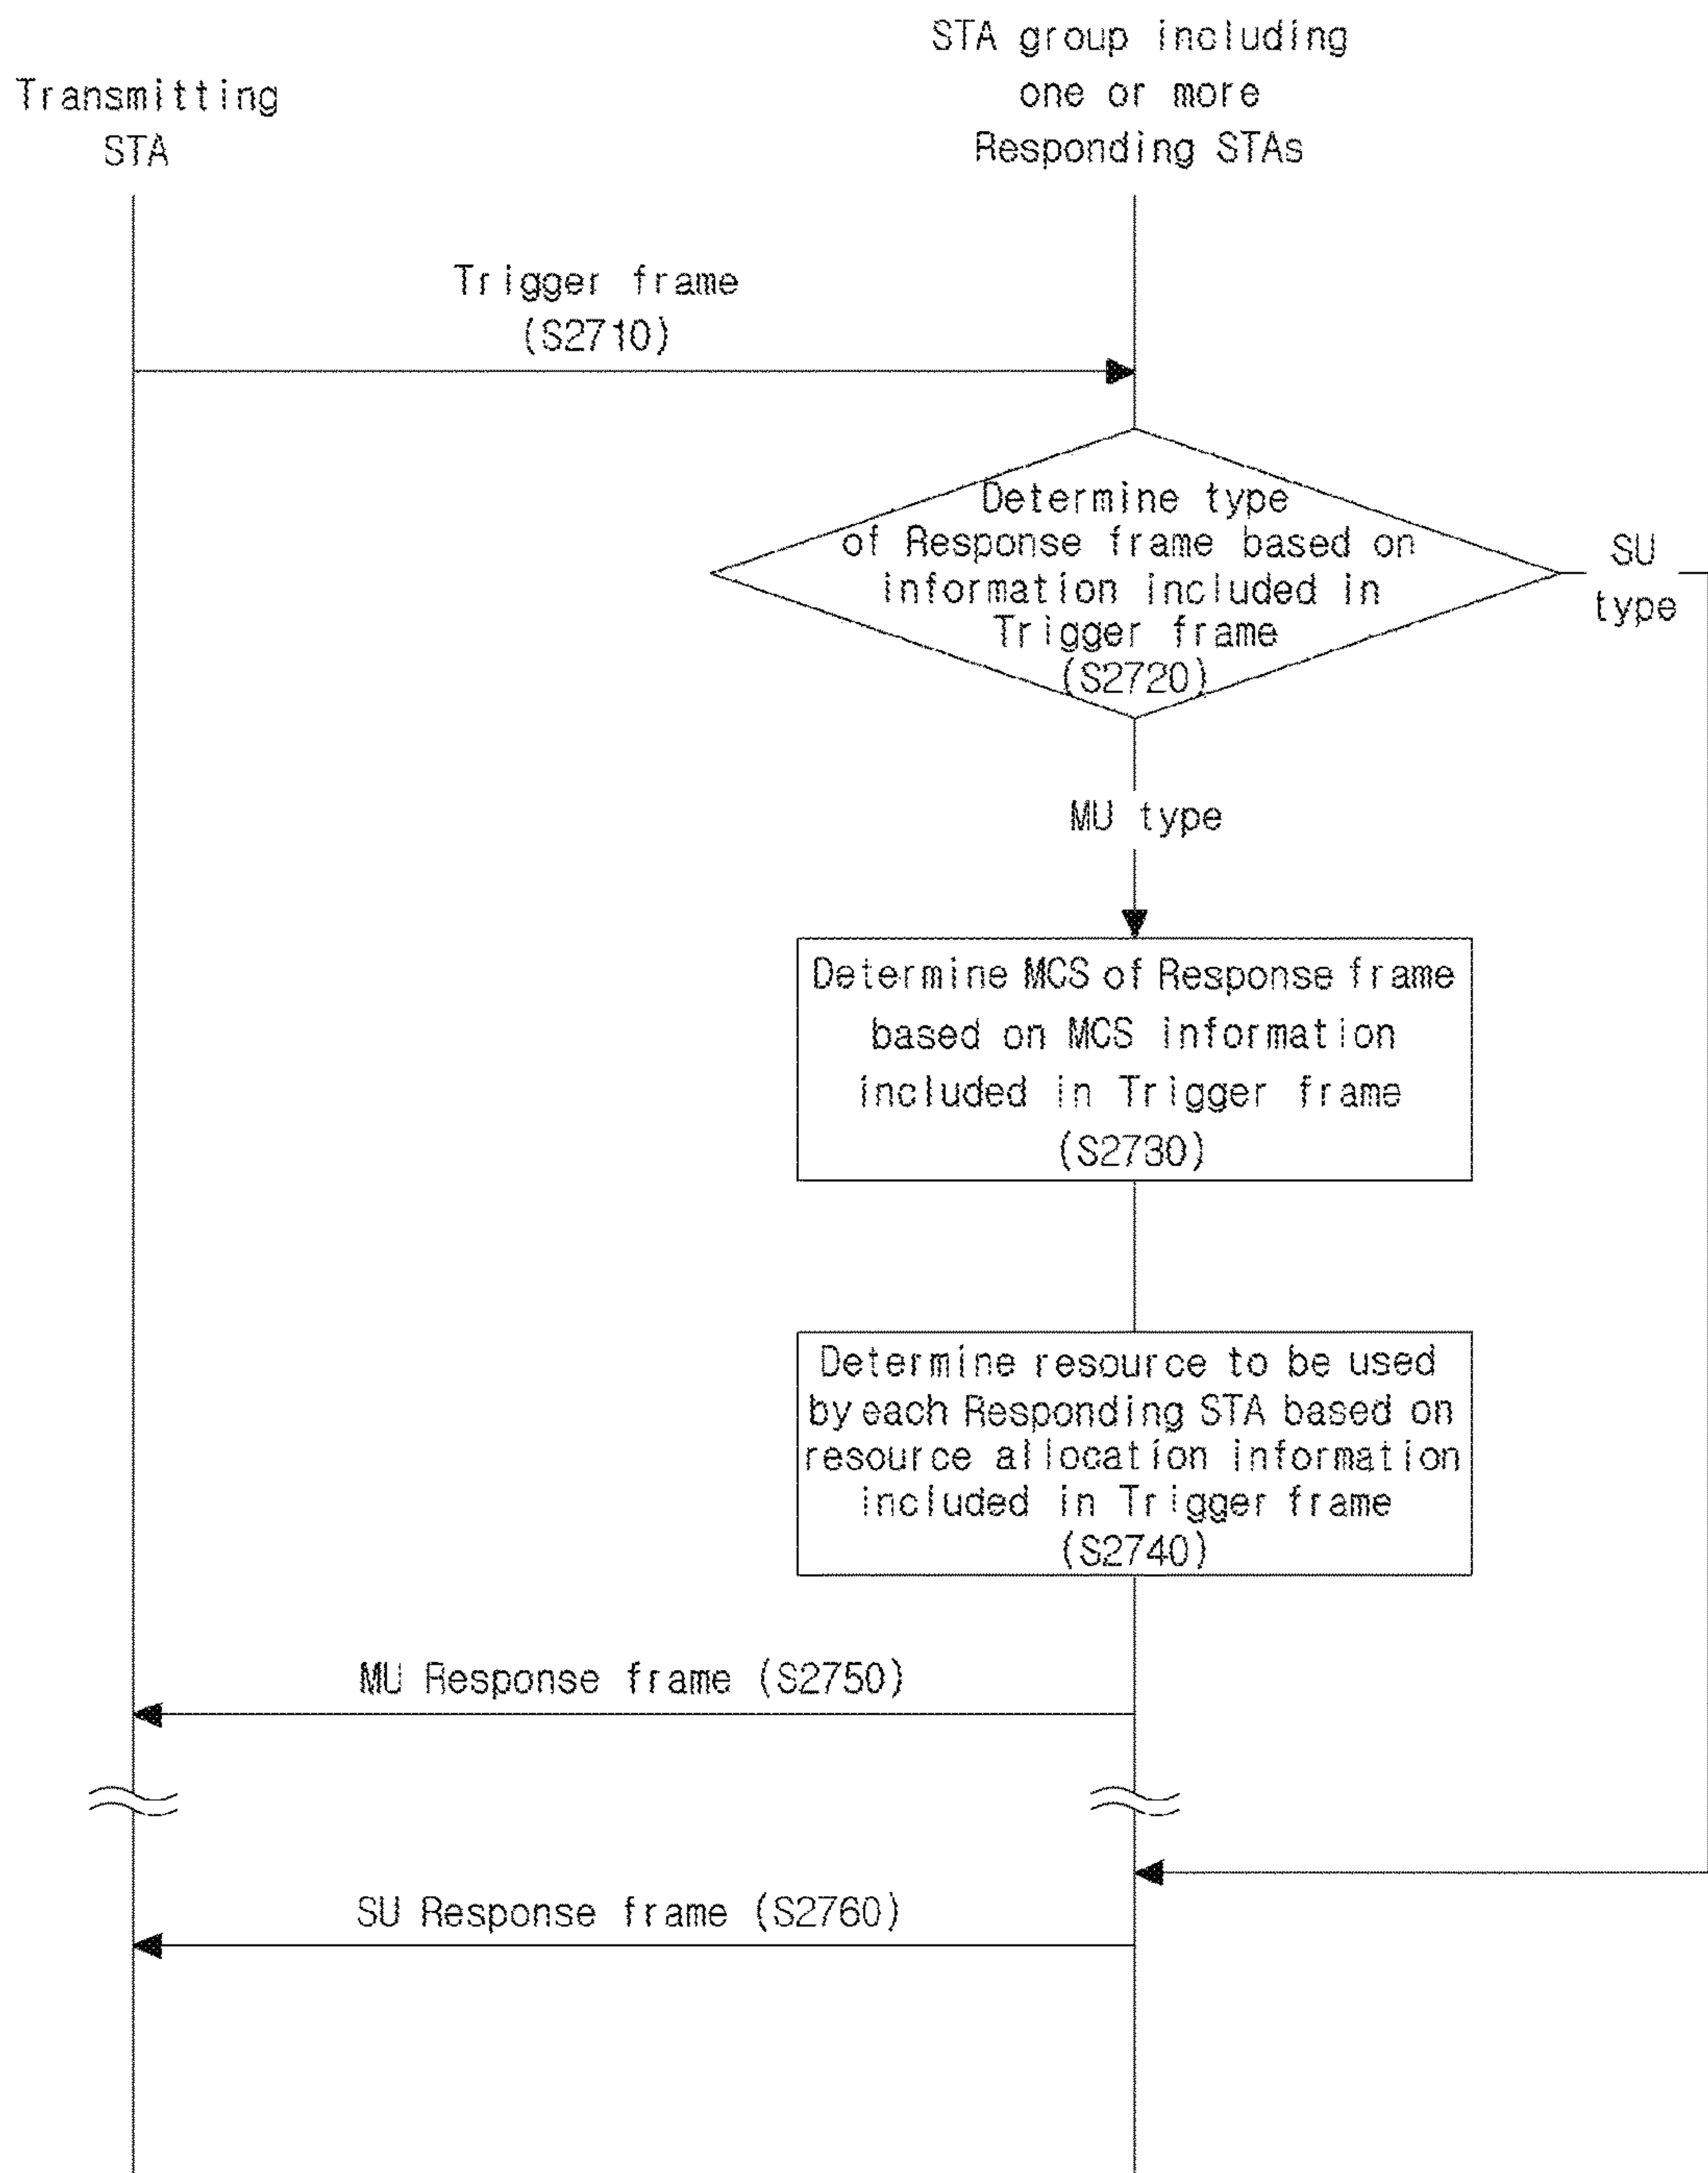 Transmitting
STA
STA group including
one or more
Responding STAs
Trigger frame
(S2710)
Determine type
of Response frame based on
information included in
Trigger frame
(S2720)
SU
type
MU type
Determine MCS of Response frame
based on MCS information
included in Trigger frame
(S2730)
Determine resource to be used
by each Responding STA based on
resource allocation information
included in Trigger frame
(S2740)
MU Response frame (S2750)
SU Response frame (S2760)